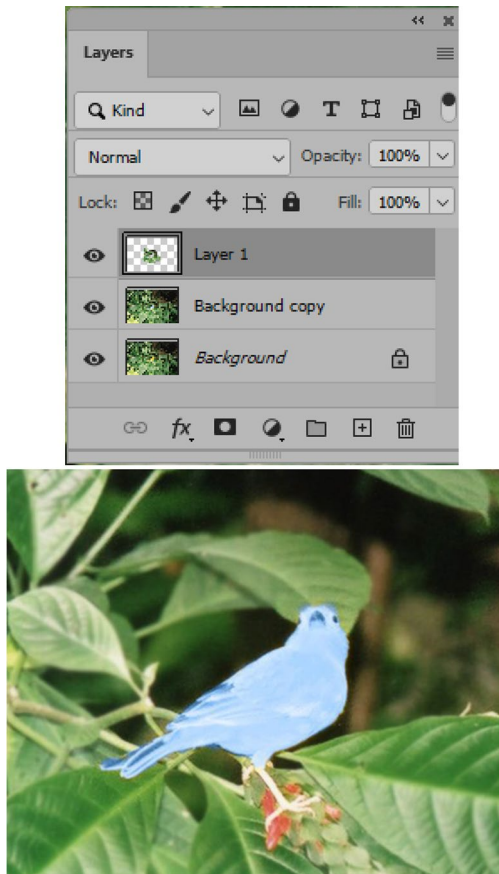 Layers
Kind T
Normal Opacity: 100%
Lock: Fill: 100%
Layer 1
Background copy
Background
fx